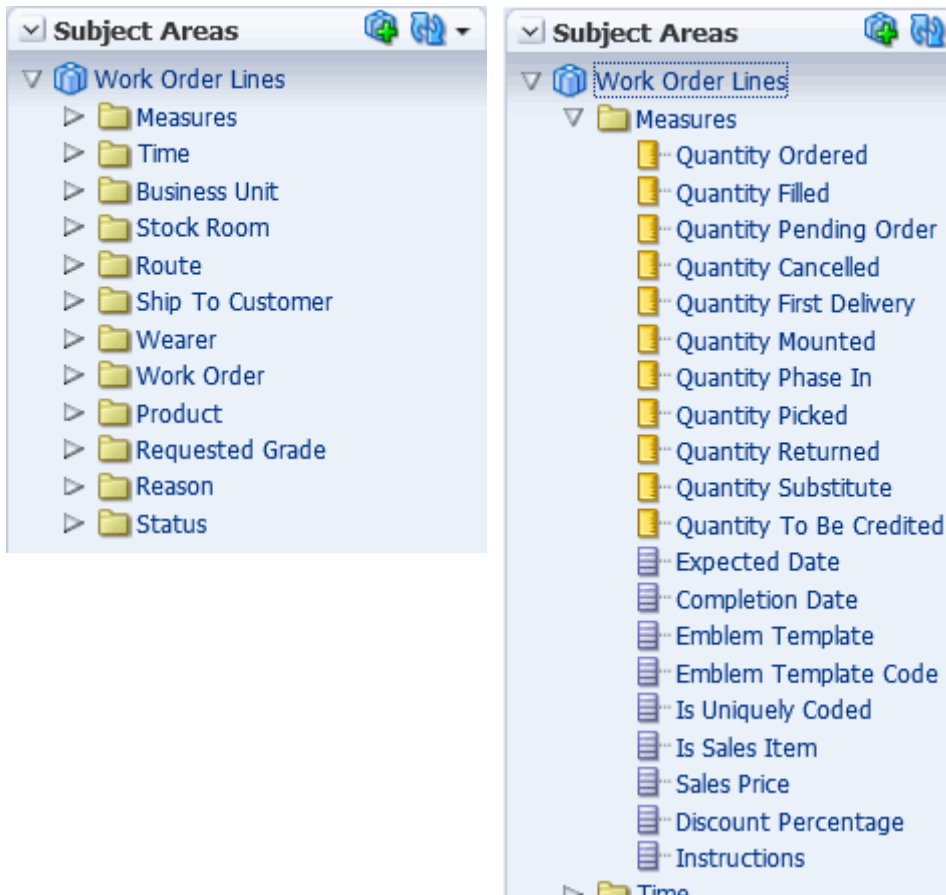 Subject Areas
Work Order Lines
Measures
Time
Business Unit
Stock Room
Route
Ship To Customer
Wearer
Work Order
Product
Requested Grade
Reason
Status
Subject Areas
Work Order Lines
Measures
Quantity Ordered
Quantity Filled
Quantity Pending Order
Quantity Cancelled
Quantity First Delivery
Quantity Mounted
Quantity Phase In
Quantity Picked
Quantity Returned
Quantity Substitute
Quantity To Be Credited
Expected Date
Completion Date
Emblem Template
Emblem Template Code
Is Uniquely Coded
Is Sales Item
Sales Price
Discount Percentage
Instructions
Time